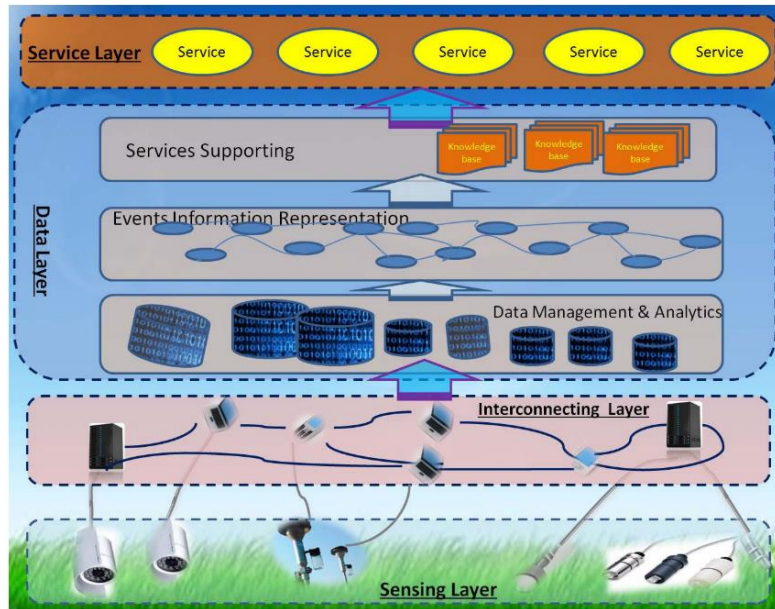 Service Layer
Service
Service
Service
Service
Service
Services Supporting
Knowledge
base
Knowledge
base
Knowledge
base
Events Information Representation
Data Layer
Data Management & Analytics
Interconnecting Layer
Sensing Layer